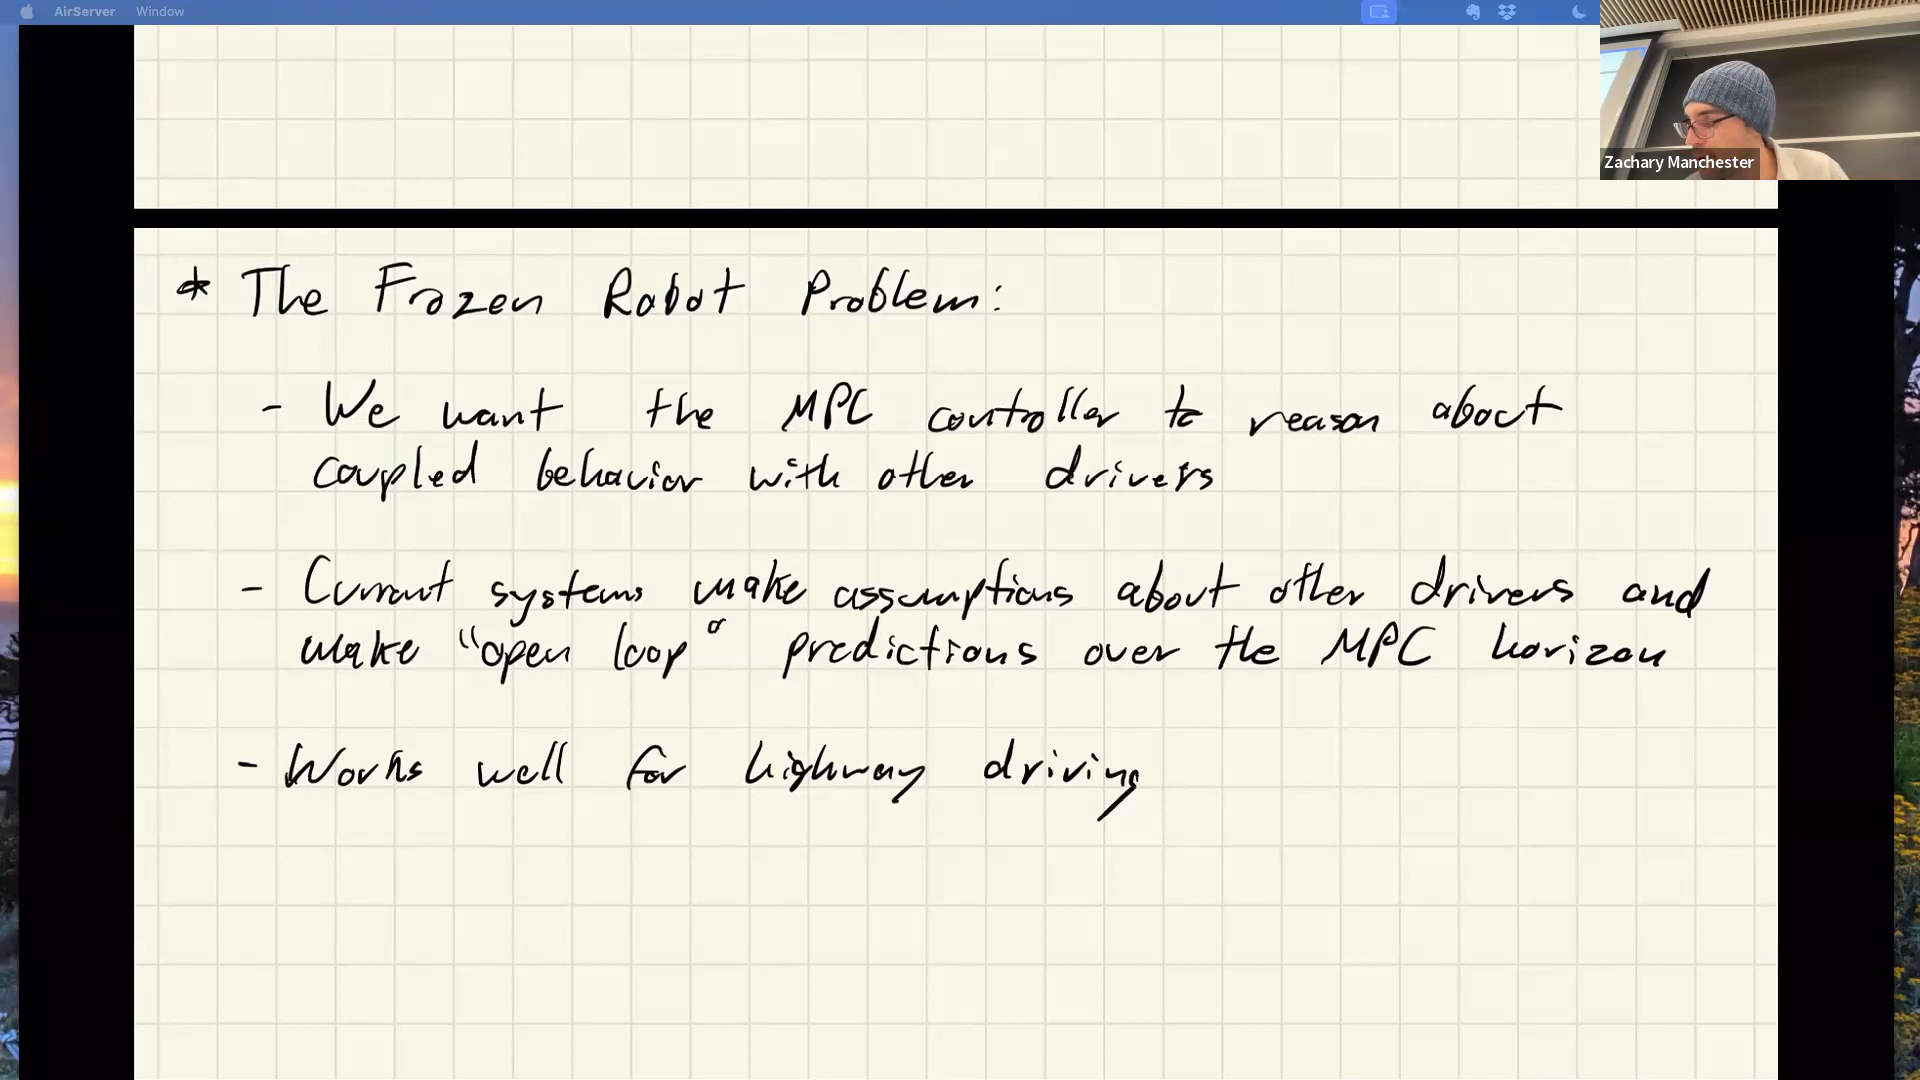 AirServer Window
Zachary Manchester
* The Frozen Robot Problem:
- We want the MPC controller to reason about
coupled behavior with other drivers
- Current systems make assumptions about other drivers and
make "open loop" predictions over the MPC horizon
- Works well for highway driving